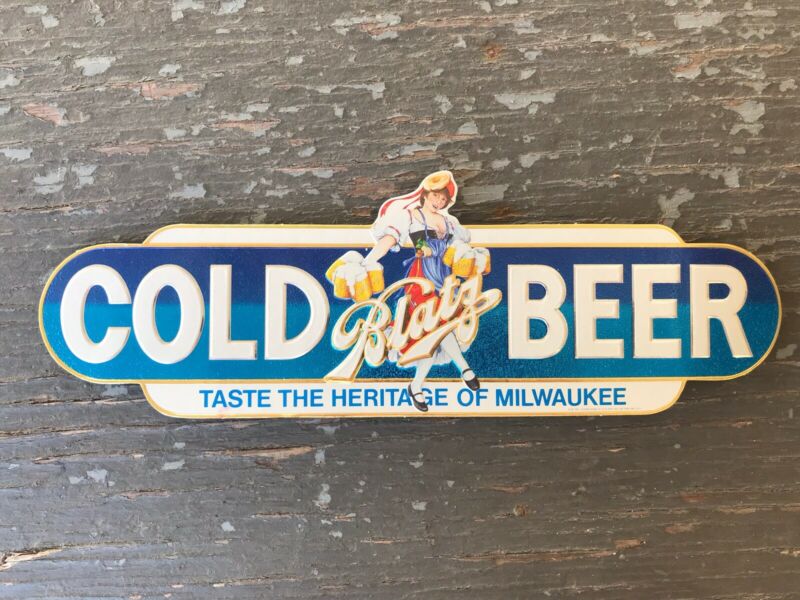 COLD BEER
Blatz
TASTE THE HERITAGE OF MILWAUKEE